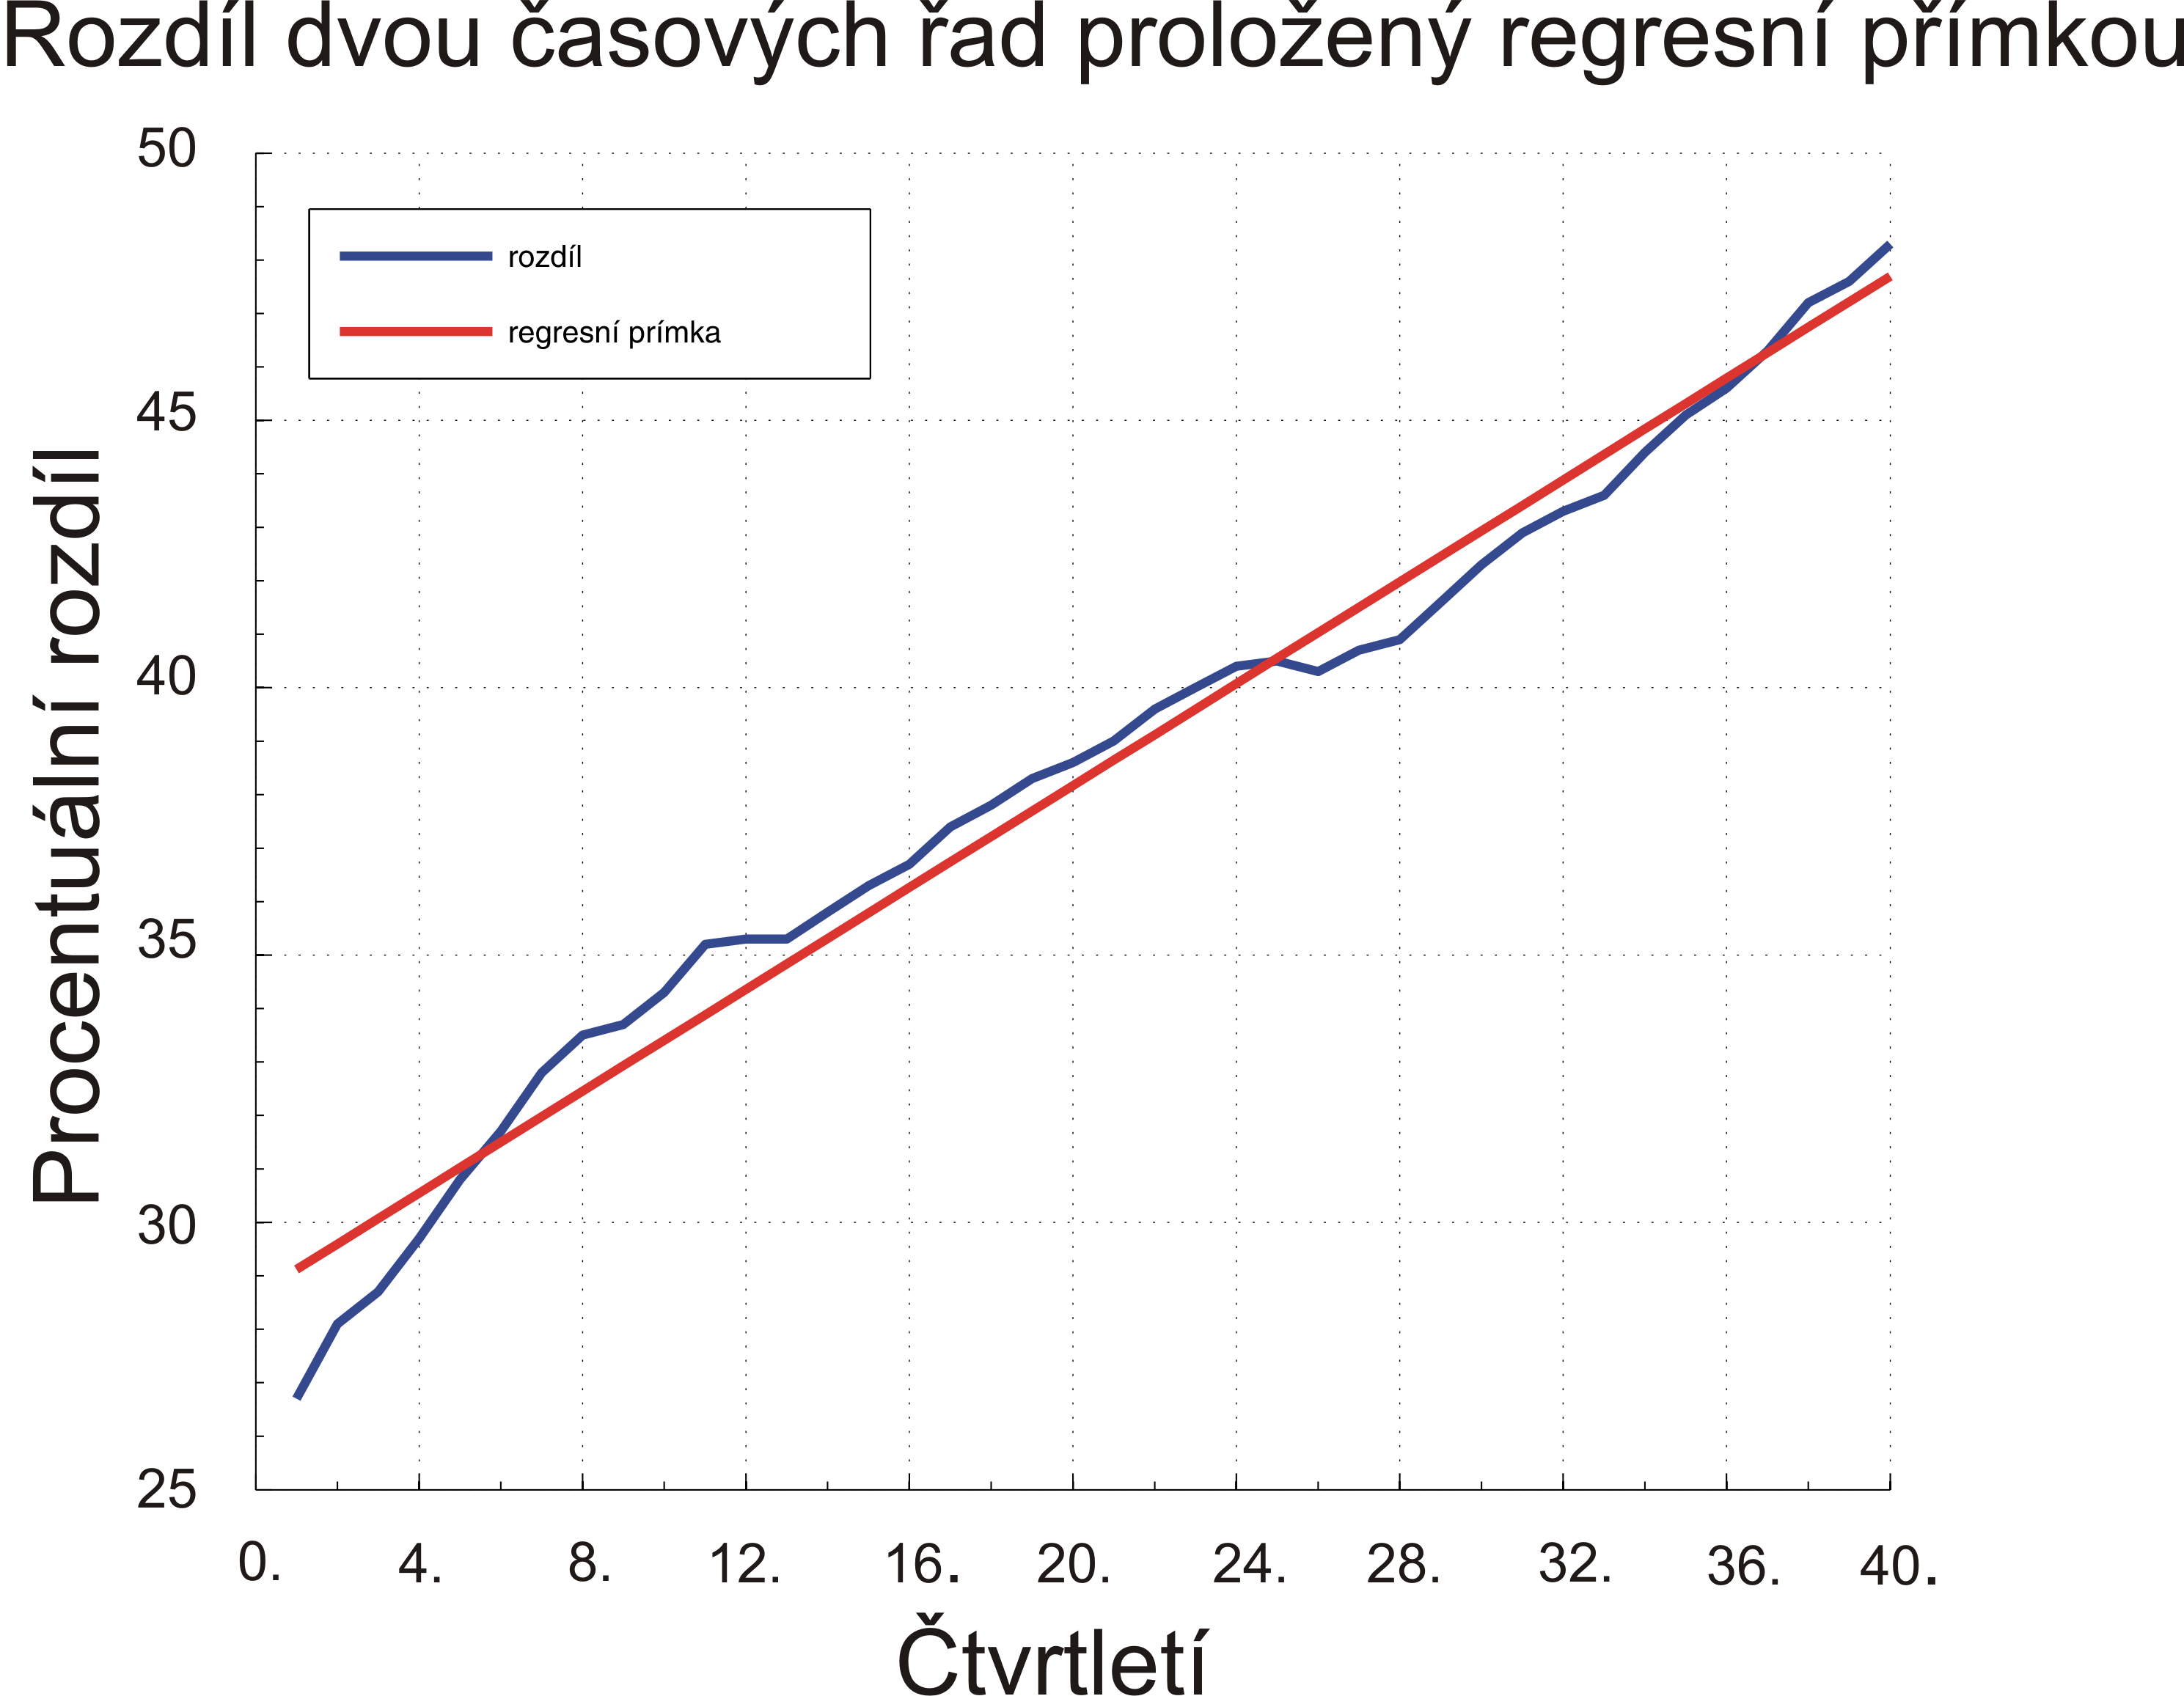 Rozdíl dvou časových řad proložený regresní přímkou
50
45
40
35
30
25
rozdíl
regresní prímka
Procentuální rozdíl
0. 4. 8. 12. 16. 20. 24. 28. 32. 36. 40.
Čtvrtletí